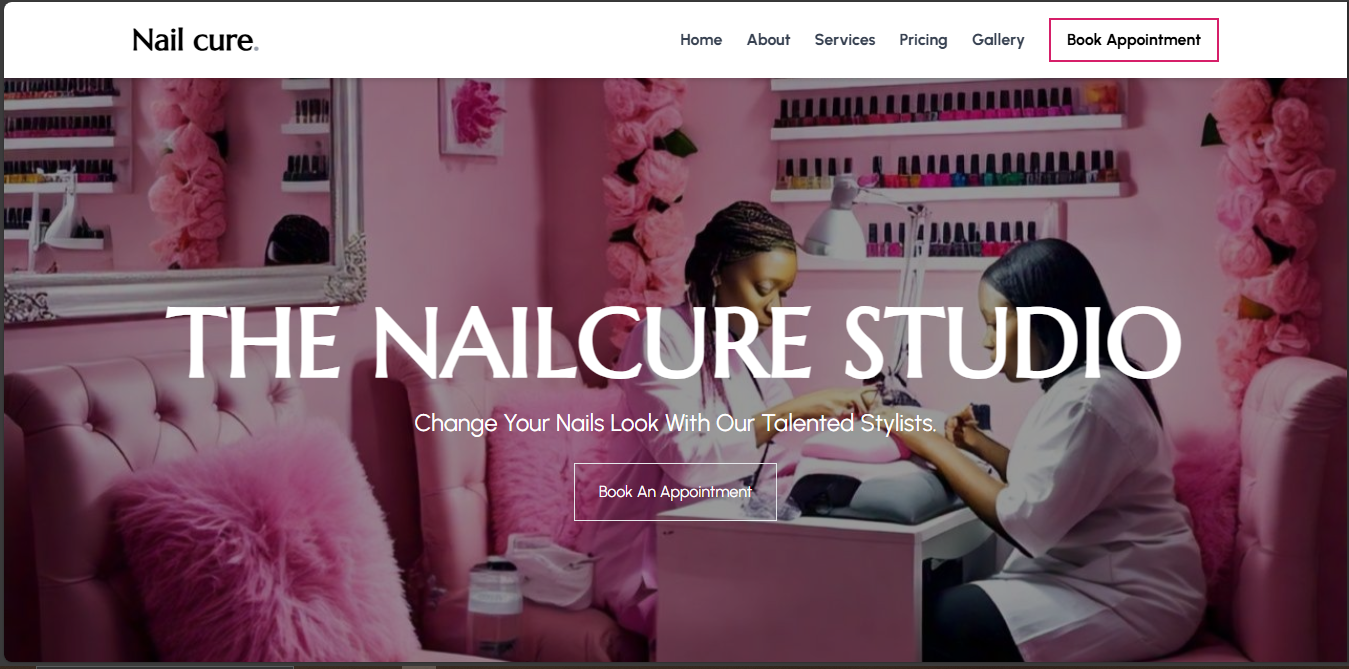 Nail cure.
Home About Services Pricing Gallery Book Appointment
THE NAILCURE STUDIO
Change Your Nails Look With Our Talented Stylists.
Book An Appointment